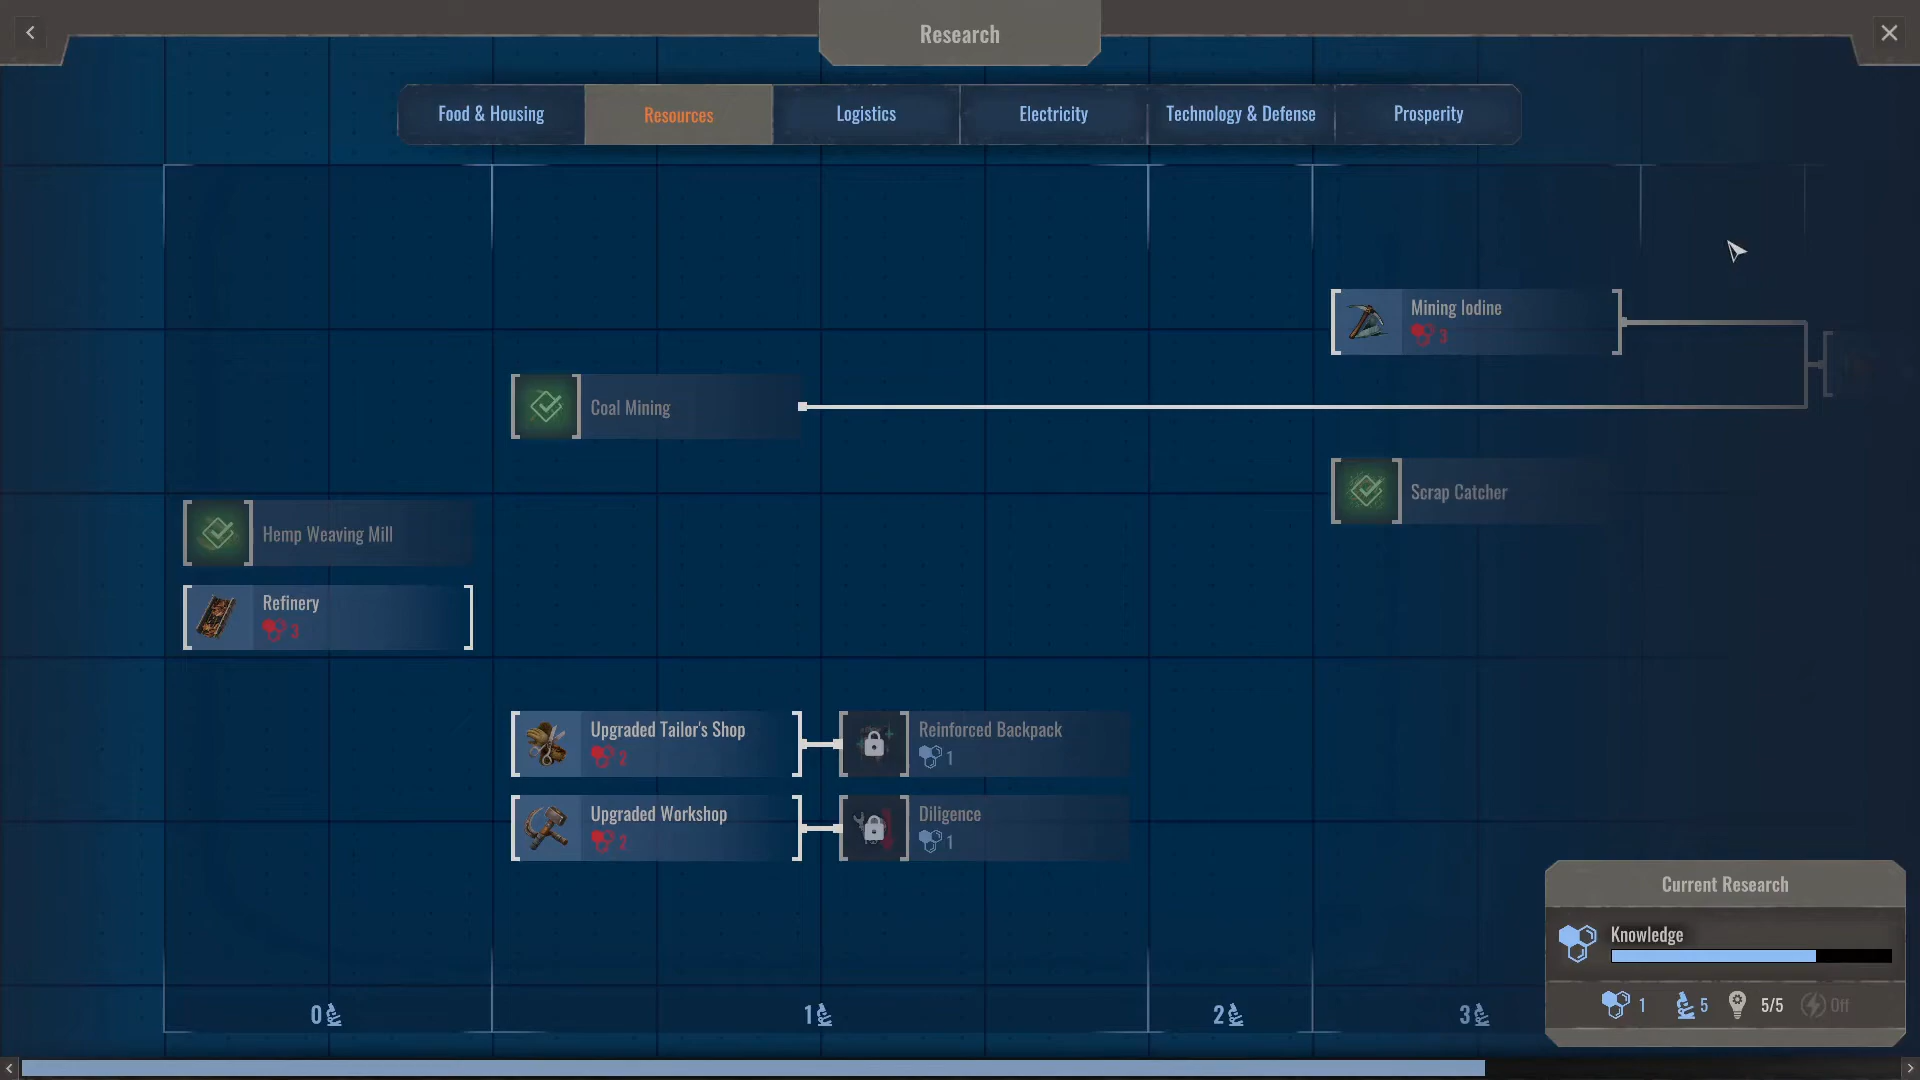 Research
Food & Housing
Resources
Logistics
Electricity
Technology & Defense
Prosperity
Mining Iodine
3
Coal Mining
Scrap Catcher
Hemp Weaving Mill
Refinery
3
Upgraded Tailor's Shop
2
Reinforced Backpack
1
Upgraded Workshop
2
Diligence
1
Current Research
Knowledge
1 5 5/5 Off
0 1 2 3